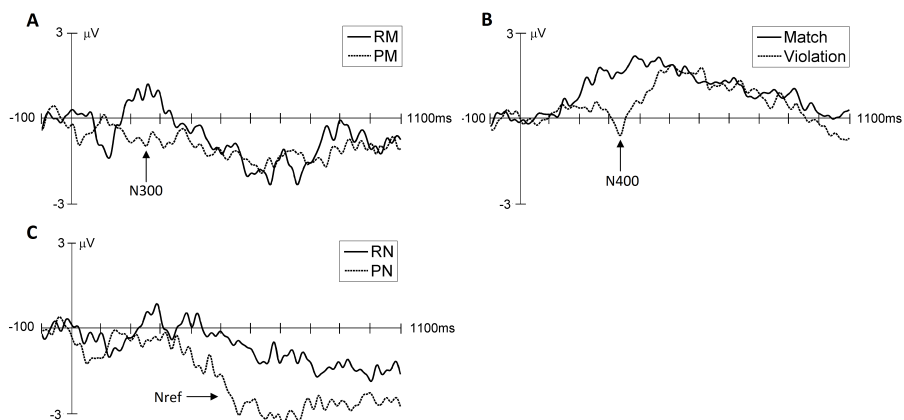 A
3 μV
RM
PM
-100
1100ms
N300
-3
B
3 μV
Match
Violation
-100
1100ms
N400
-3
C
3 μV
RN
PN
-100
1100ms
Nref
-3